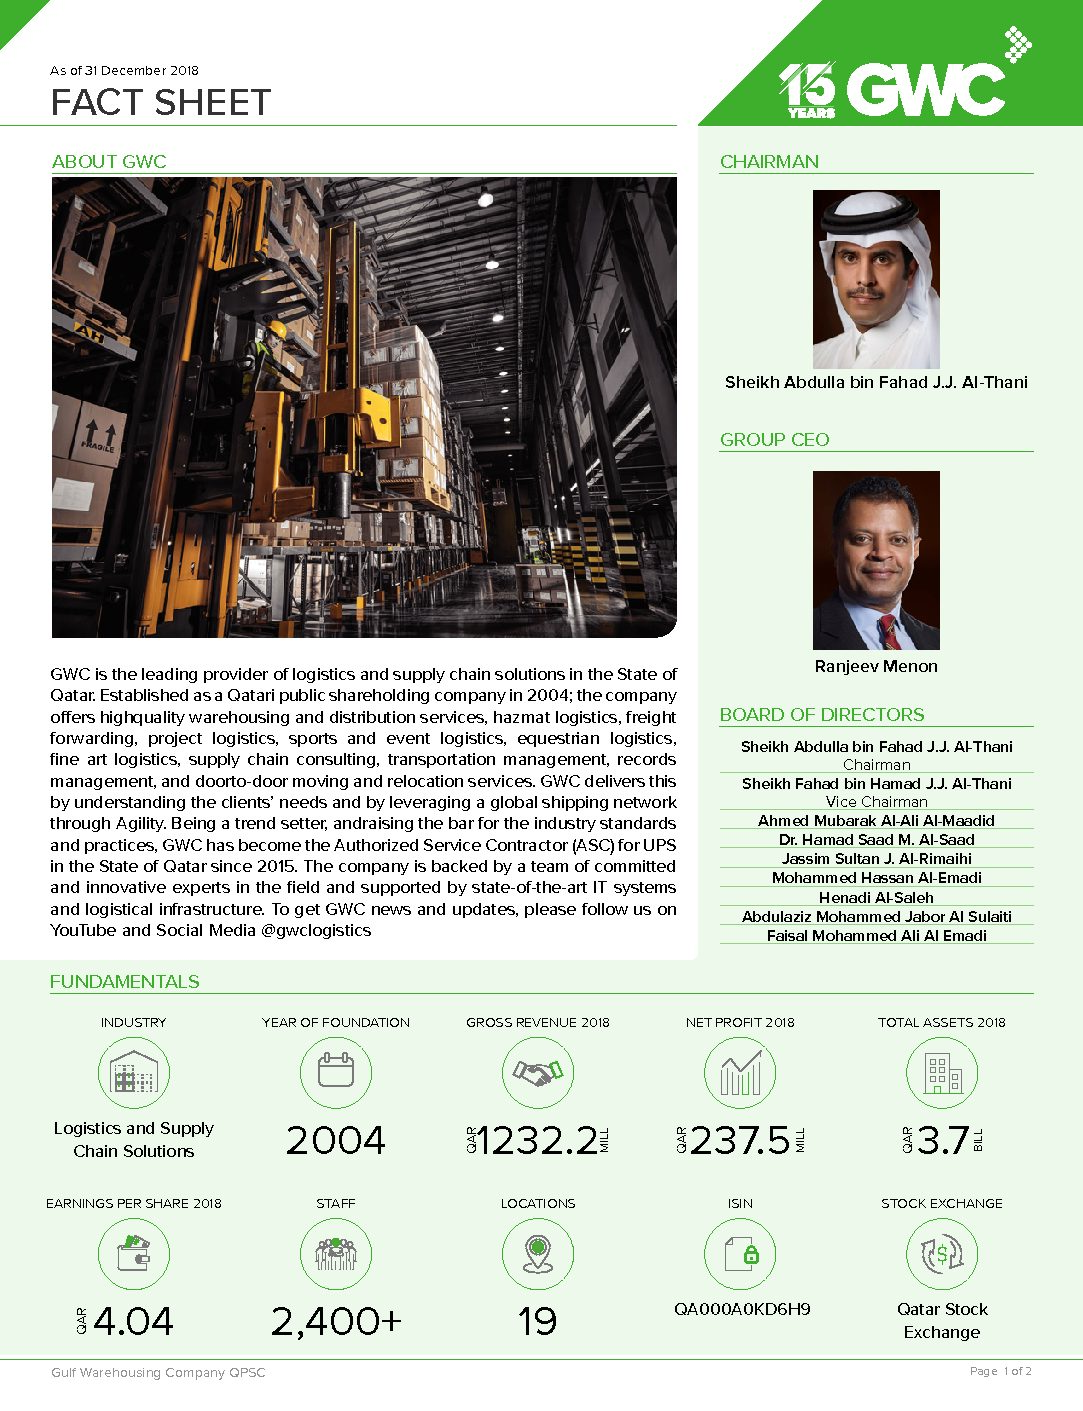 As of 31 December 2018
FACT SHEET
15
YEARS
GWC
ABOUT GWC
AH
FRAGILE
GWC is the leading provider of logistics and supply chain solutions in the State of
Qatar. Established as a Qatari public shareholding company in 2004; the company
offers highquality warehousing and distribution services, hazmat logistics, freight
forwarding, project logistics, sports and event logistics, equestrian logistics,
fine art logistics, supply chain consulting, transportation management, records
management, and doorto-door moving and relocation services. GWC delivers this
by understanding the clients’ needs and by leveraging a global shipping network
through Agility. Being a trend setter, andraising the bar for the industry standards
and practices, GWC has become the Authorized Service Contractor (ASC) for UPS
in the State of Qatar since 2015. The company is backed by a team of committed
and innovative experts in the field and supported by state-of-the-art IT systems
and logistical infrastructure. To get GWC news and updates, please follow us on
YouTube and Social Media @gwclogistics
CHAIRMAN
Sheikh Abdulla bin Fahad J.J. Al-Thani
GROUP CEO
Ranjeev Menon
BOARD OF DIRECTORS
Sheikh Abdulla bin Fahad J.J. Al-Thani
Chairman
Sheikh Fahad bin Hamad J.J. Al-Thani
Vice Chairman
Ahmed Mubarak Al-Ali Al-Maadid
Dr. Hamad Saad M. Al-Saad
Jassim Sultan J. Al-Rimaihi
Mohammed Hassan Al-Emadi
Henadi Al-Saleh
Abdulaziz Mohammed Jabor Al Sulaiti
Faisal Mohammed Ali Al Emadi
FUNDAMENTALS
INDUSTRY
Logistics and Supply
Chain Solutions
YEAR OF FOUNDATION
2004
GROSS REVENUE 2018
QAR 1232.2 MILL
NET PROFIT 2018
QAR 237.5 MILL
TOTAL ASSETS 2018
QAR 3.7 BILL
EARNINGS PER SHARE 2018
QAR 4.04
STAFF
2,400+
LOCATIONS
19
ISIN
QA000A0KD6H9
STOCK EXCHANGE
$
Qatar Stock
Exchange
Gulf Warehousing Company QPSC
Page 1 of 2